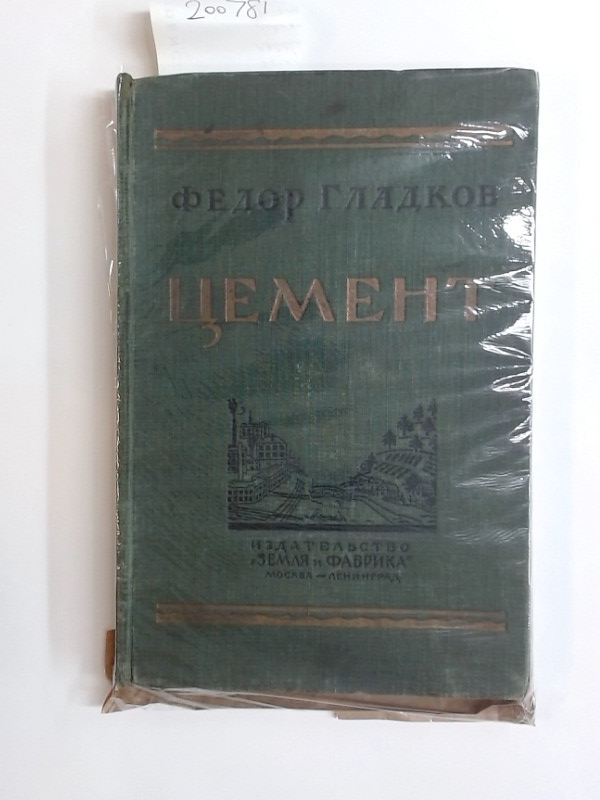 200781
ФЕДОР ГЛАДКОВ
ЦЕМЕНТ
ИЗДАТЕЛЬСТВО
„ЗЕМЛЯ и ФАБРИКА"
МОСКВА – ЛЕНИНГРАД